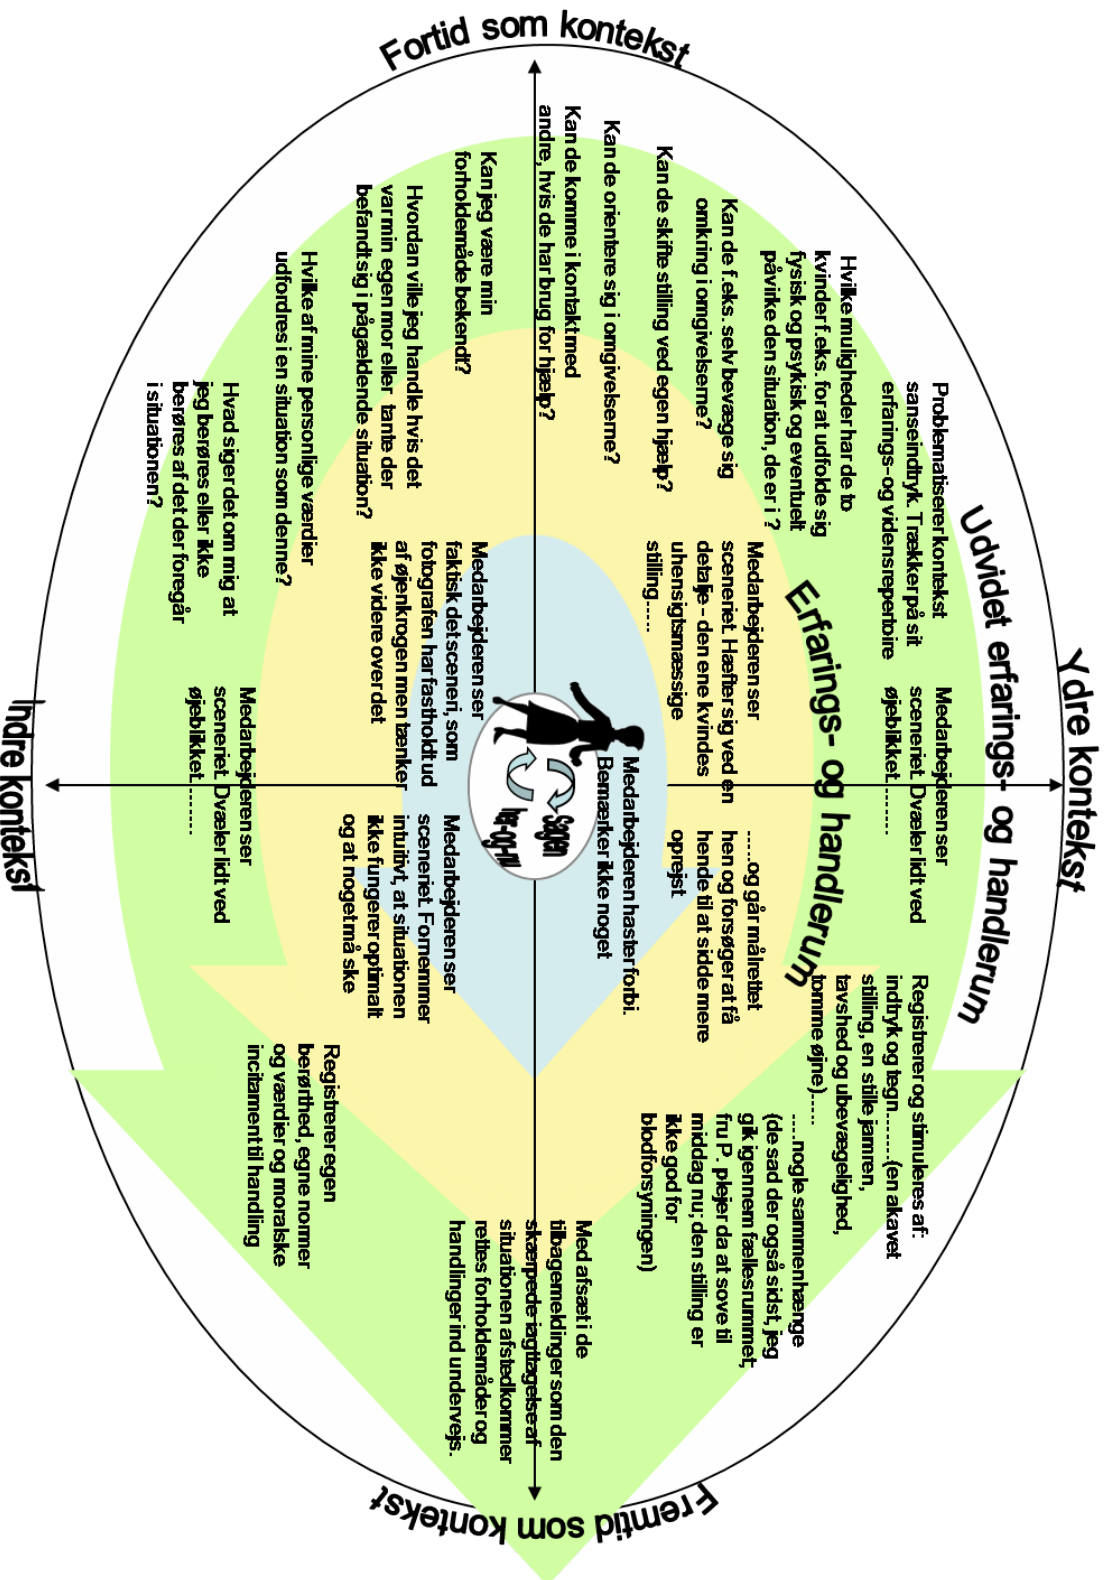 Ydre kontekst
Udvidet erfarings- og handlerum
Erfarings- og handlerum
Fortid som kontekst
Fremtid som kontekst
Indre kontekst
Problematiserer kontekst
sanseindtryk. Trækker på sit
erfarings- og vidensrepertoire
Hvilke muligheder har de to
kvinder f.eks. for at udfolde sig
fysisk og psykisk og eventuelt
påvirke den situation, de er i ?
Kan de f.eks. selv bevæge sig
omkring i omgivelserne?
Kan de skifte stilling ved egen hjælp?
Kan de orientere sig i omgivelserne?
Kan de komme i kontakt med
andre, hvis de har brug for hjælp?
Kan jeg være min
forholdemåde bekendt?
Hvordan ville jeg handle hvis det
var min egen mor eller tante der
befandt sig i pågældende situation?
Hvilke af mine personlige værdier
udfordres i en situation som denne?
Hvad siger det om mig at
jeg berøres eller ikke
berøres af det der foregår
i situationen?
Medarbejderen ser
sceneriet. Dvæler lidt ved
øjeblikket.........
Medarbejderen ser
sceneriet. Hæfter sig ved en
detalje - den ene kvindes
uhensigtsmæssige
stilling.....
Medarbejderen ser
faktisk det sceneri, som
fotografen har fastholdt ud
af øjenkrogen men tænker
ikke videre over det
Medarbejderen ser
sceneriet. Dvæler lidt ved
øjeblikket.........
Sagen
her-og-nu
Medarbejderen haster forbi.
Bemærker ikke noget
......og går målrettet
hen og forsøger at få
hende til at sidde mere
oprejst
Medarbejderen ser
sceneriet. Fornemmer
intuitivt, at situationen
ikke fungerer optimalt
og at noget må ske
Registrerer og stimuleres af:
indtryk og tegn.........(en akavet
stilling, en stille jamren,
tavshed og ubevægelighed,
tomme øjne)......
.....nogle sammenhænge
(de sad der også sidst, jeg
gik igennem fællesrummet;
fru P. plejer da at sove til
middag nu; den stilling er
ikke god for
blodforsyningen)
Med afsæt i de
tilbagemeldinger som den
skærpede iagttagelse af
situationen afstedkommer
rettes forholdemåder og
handlinger ind undervejs.
Registrerer egen
berørthed, egne normer
og værdier og moralske
incitament til handling